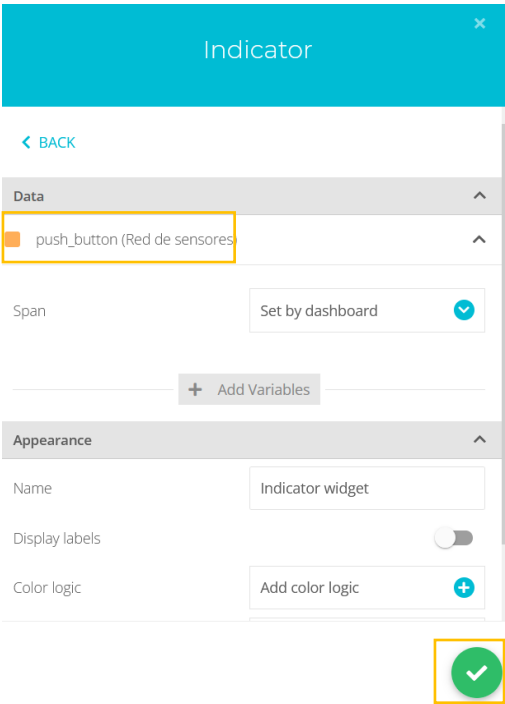 Indicator
BACK
Data
push_button (Red de sensores)
Span
Set by dashboard
Add Variables
Appearance
Name
Indicator widget
Display labels
Color logic
Add color logic